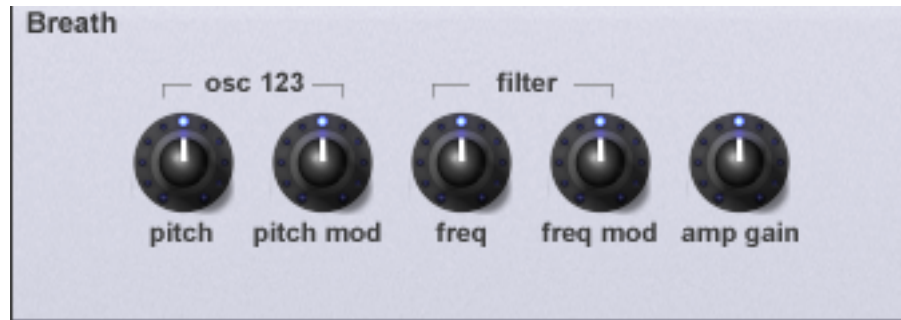 Breath
osc 123 filter
pitch pitch mod freq freq mod amp gain